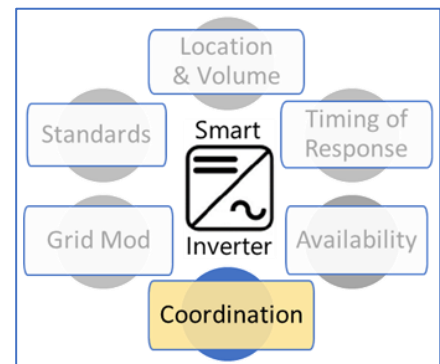 Location
& Volume
Standards
Smart
Timing of
Response
Grid Mod
Inverter
Availability
Coordination